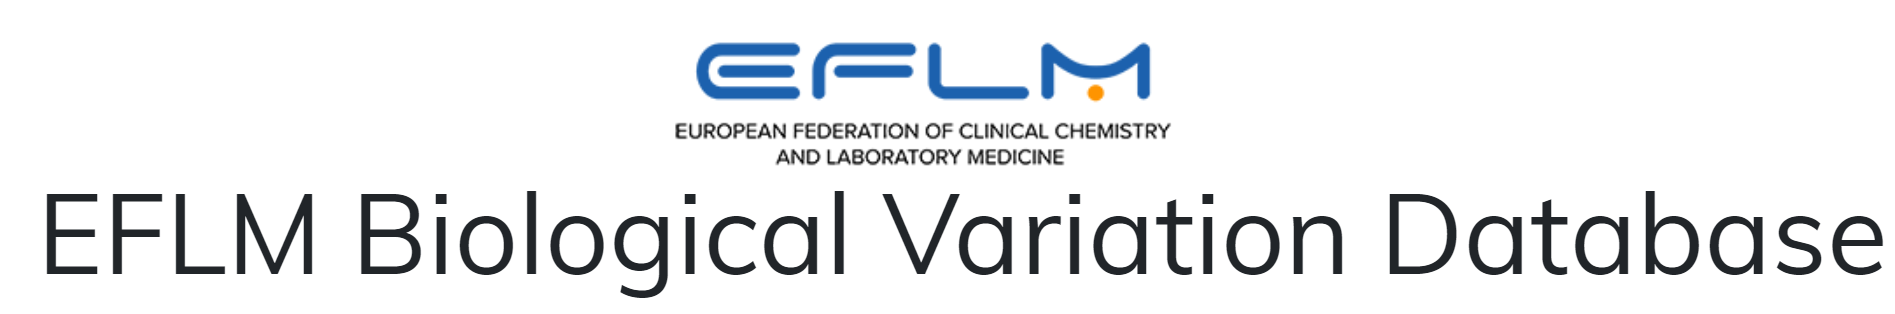 EFLM
EUROPEAN FEDERATION OF CLINICAL CHEMISTRY
AND LABORATORY MEDICINE
EFLM Biological Variation Database